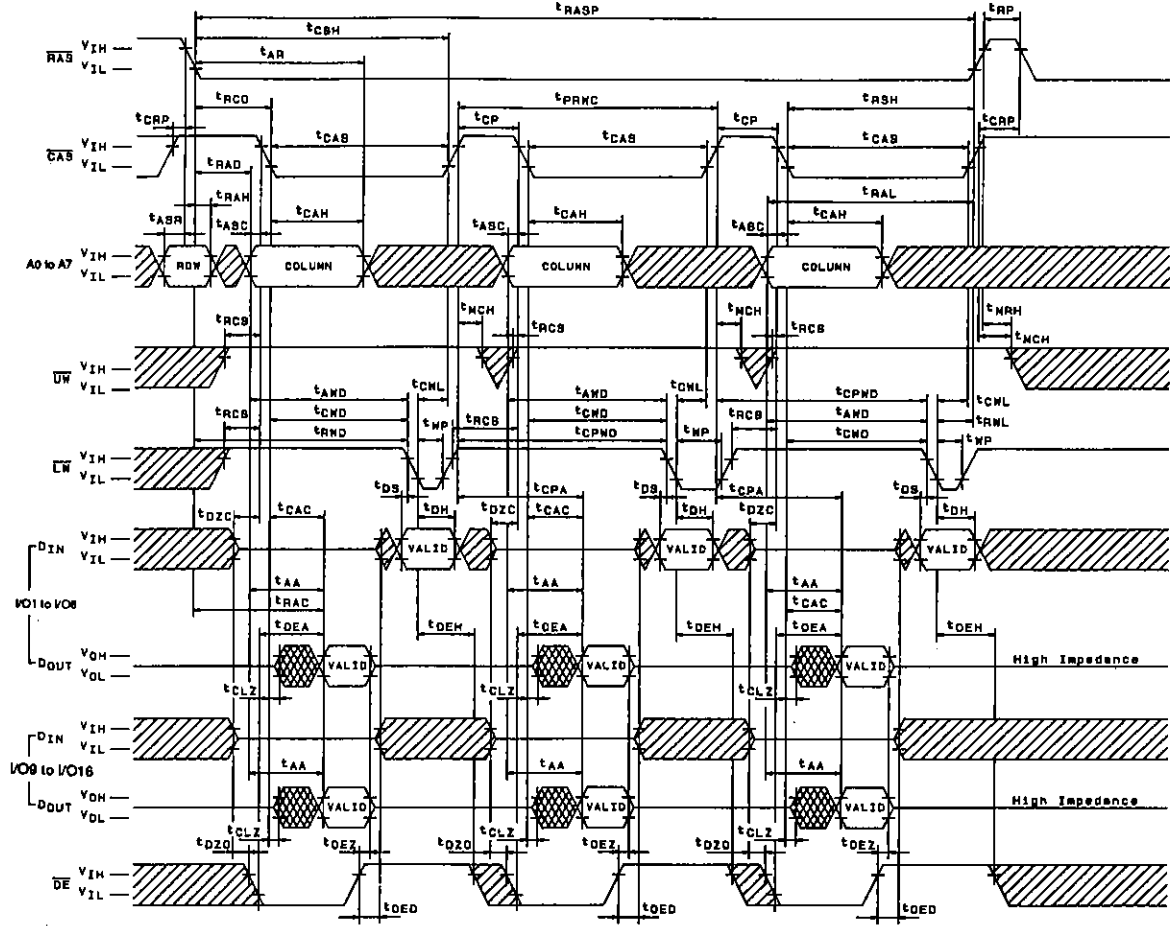 tRASP
tRP
tCSH
tAR
RAS VIH
VIL
tRCD
tPRWC
tRSH
tCRP
tCAS
tCP
tCAS
tCP
tCAS
tCRP
CAS VIH
VIL
tRAD
tRAL
tRAH
tASR
tASC
tCAH
tASC
tCAH
tASC
tCAH
A0 to A7 VIH
VIL
ROW
COLUMN
COLUMN
COLUMN
tWCH
tRCS
tRCS
tWCH
tRCS
tWRH
tWCH
UW VIH
VIL
tAWD
tCWL
tAWD
tCWL
tCPWD
tCWL
tRCS
tCWD
tRCS
tCWD
tRCS
tAWD
tRWL
tRWD
tWP
tCPWD
tWP
tCWD
tWP
LW VIH
VIL
tDS
tCPA
tDS
tCPA
tDS
tDZC
tCAC
tDH
tDZC
tCAC
tDH
tDZC
tDH
DIN VIH
VIL
VALID
VALID
VALID
I/O1 to I/O8
tAA
tAA
tAA
tRAC
tCAC
tOEA
tOEH
tOEA
tOEH
tOEA
tOEH
DOUT VOH
VOL
VALID
VALID
VALID
High Impedance
tCLZ
tCLZ
tCLZ
DIN VIH
VIL
I/O9 to I/O16
tAA
tAA
tAA
DOUT VOH
VOL
VALID
VALID
VALID
High Impedance
tCLZ
tCLZ
tCLZ
tDZO
tOEZ
tDZO
tOEZ
tDZO
tOEZ
OE VIH
VIL
tOED
tOED
tOED